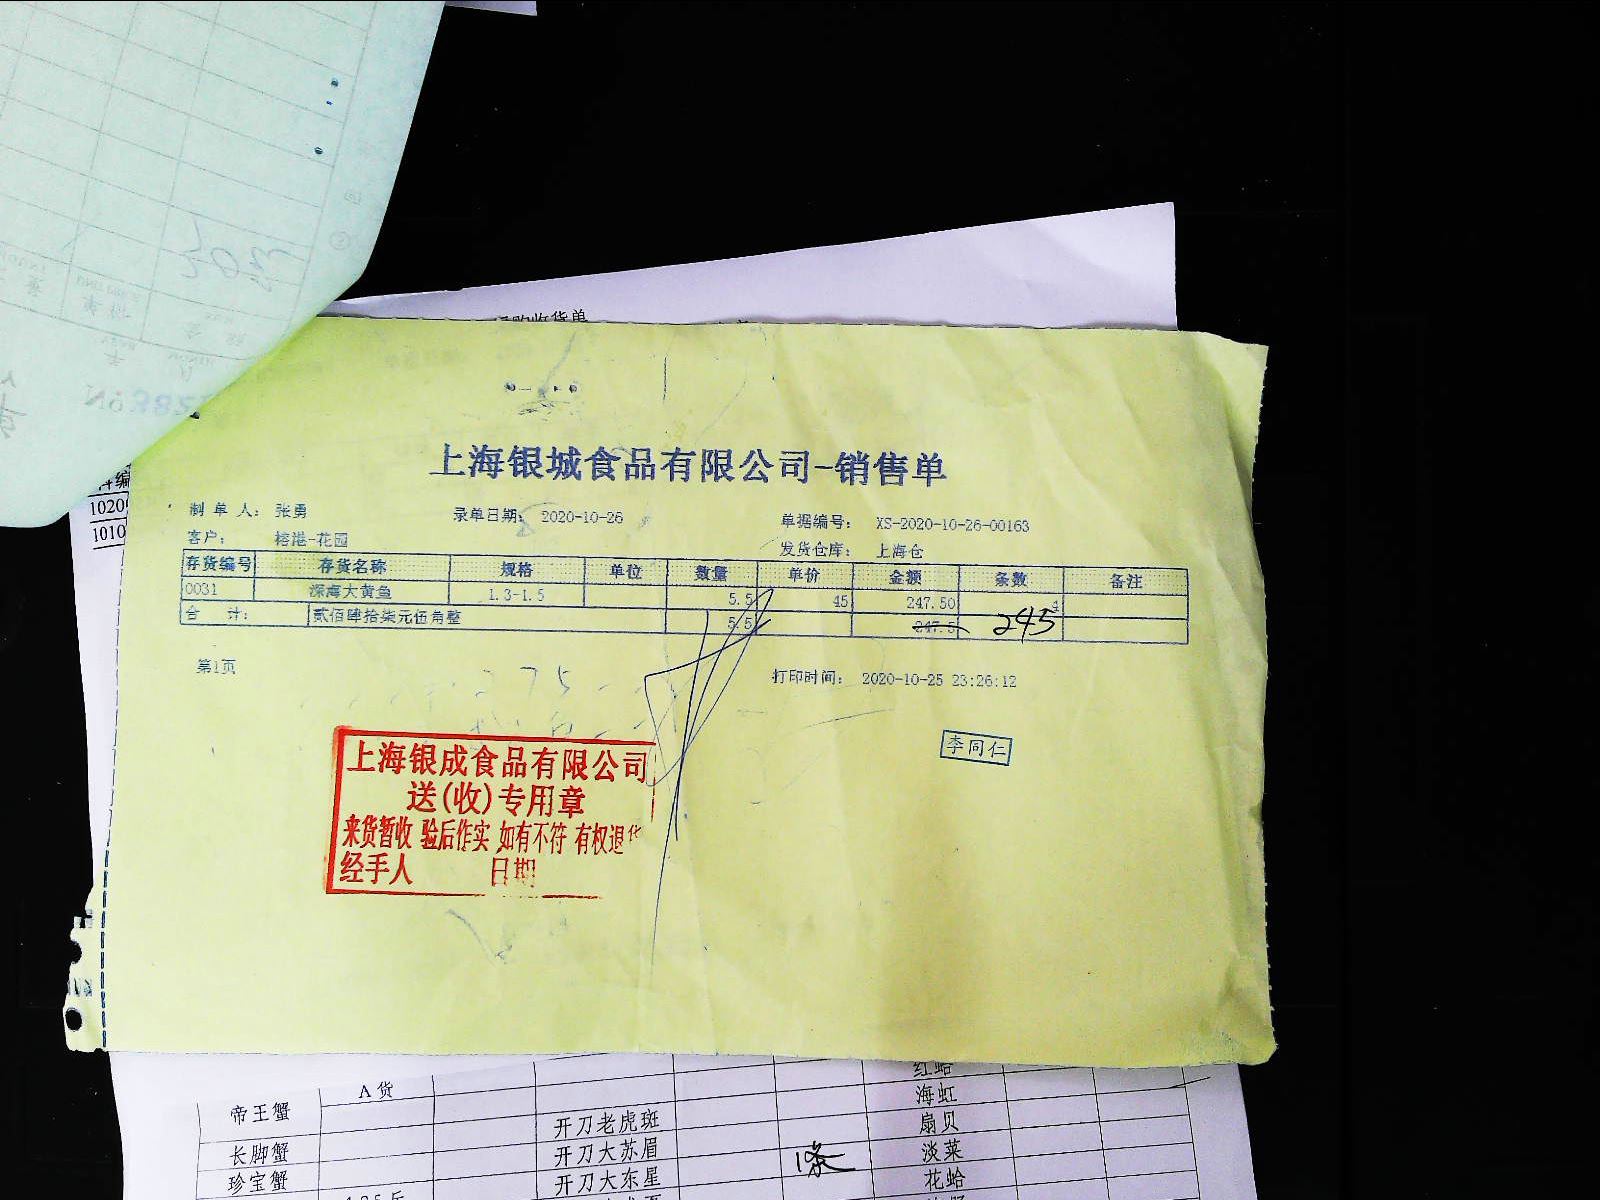 购收货单
1020
1010
上海银城食品有限公司-销售单
制 单 人： 张勇 录单日期： 2020-10-26 单据编号： XS-2020-10-26-00163
客户： 榕港-花园 发货仓库： 上海仓
存货编号 存货名称 规格 单位 数量 单价 金额 条数 备注
0031 深海大黄鱼 1.3-1.5 5.5 45 247.50 4
合 计： 贰佰肆拾柒元伍角整 5.5 247.5 245
第1页 打印时间： 2020-10-25 23:26:12
李同仁
上海银成食品有限公司
送(收)专用章
来货暂收 验后作实 如有不符 有权退货
经手人 日期
A 货 红蛤
帝王蟹 海虹
开刀老虎斑 扇贝
长脚蟹 开刀大苏眉 淡菜
珍宝蟹 开刀大东星 花蛤